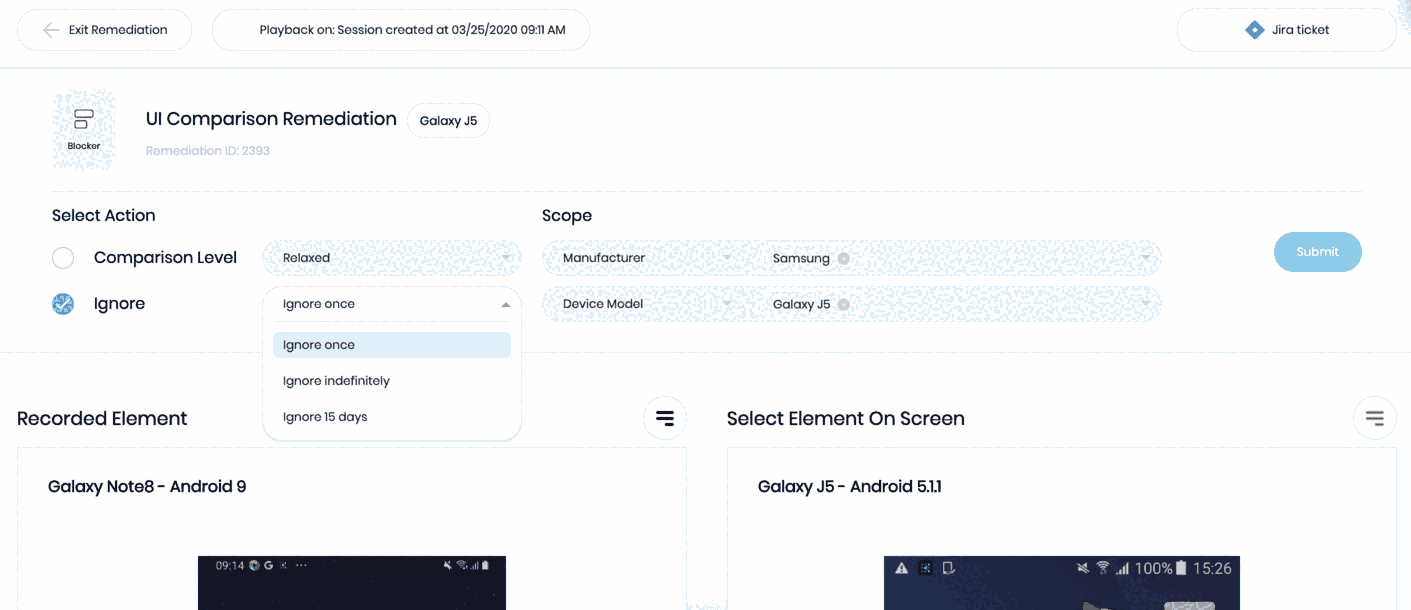 Exit Remediation
Playback on: Session created at 03/25/2020 09:11 AM
Jira ticket
Blocker
UI Comparison Remediation
Galaxy J5
Remediation ID: 2393
Select Action
Scope
Comparison Level
Relaxed
Manufacturer
Samsung
Submit
Ignore
Ignore once
Device Model
Galaxy J5
Ignore once
Ignore indefinitely
Ignore 15 days
Recorded Element
Select Element On Screen
Galaxy Note8 - Android 9
Galaxy J5 - Android 5.1.1
09:14 G
100% 15:26